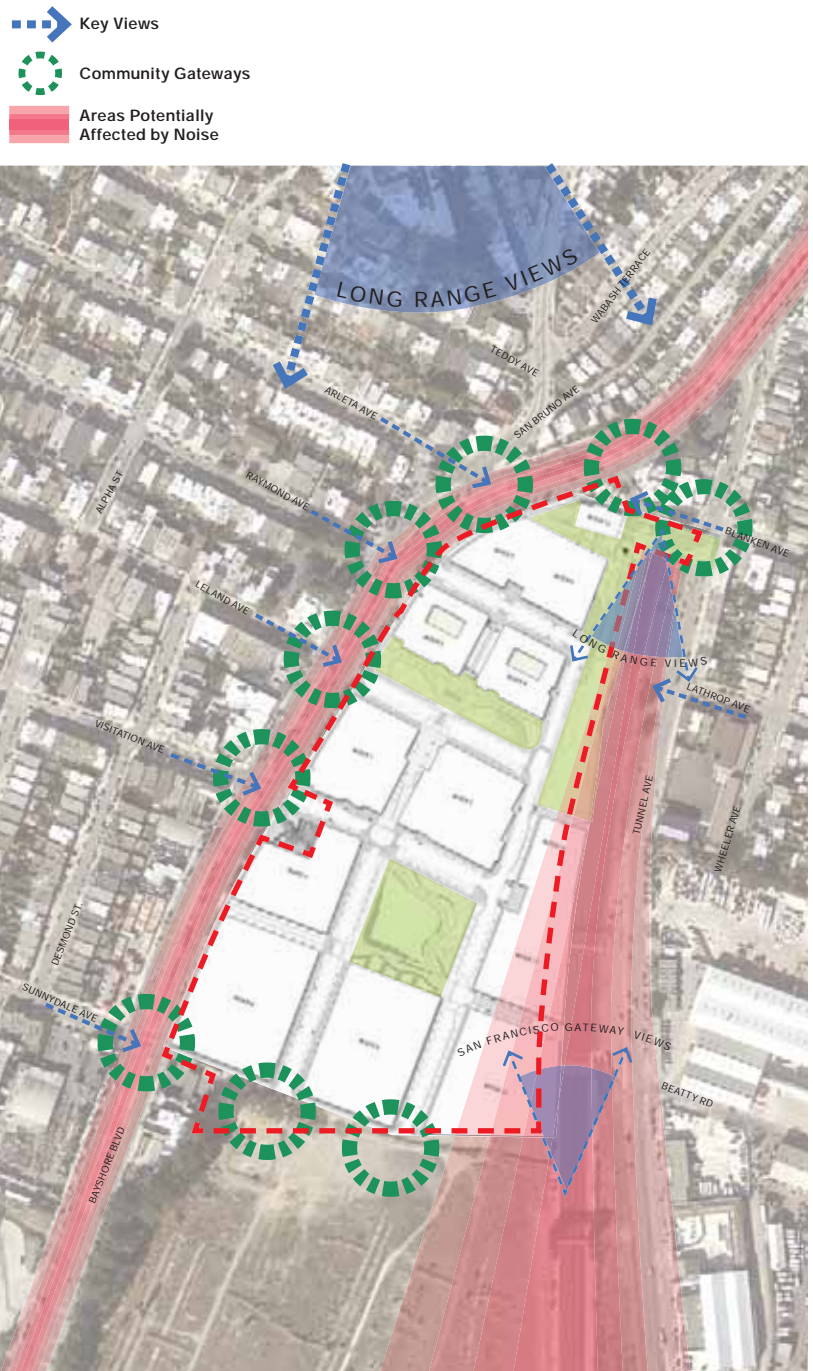 Key Views
Community Gateways
Areas Potentially
Affected by Noise
LONG RANGE VIEWS
WABASH TERRACE
TEDDY AVE
ARLETA AVE
SAN BRUNO AVE
RAYMOND AVE
ALPHA ST
BLANKEN AVE
LELAND AVE
LONG RANGE VIEWS
LATHROP AVE
VISITATION AVE
TUNNEL AVE
WHEELER AVE
DESMOND ST.
SUNNYDALE AVE
SAN FRANCISCO GATEWAY VIEWS
BEATTY RD
BAYSHORE BLVD